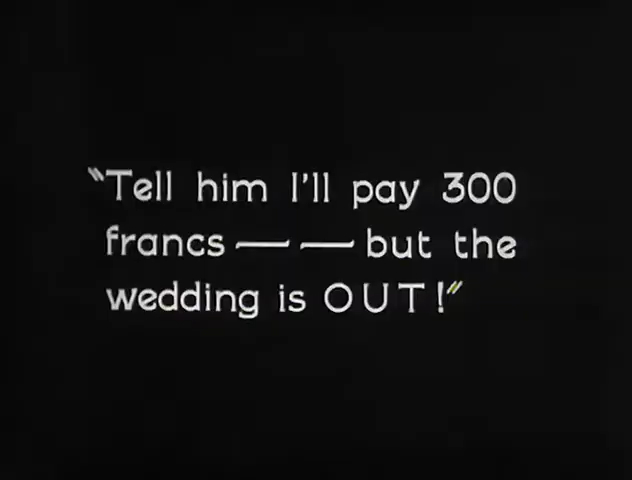 "Tell him I'll pay 300
francs — — but the
wedding is OUT!"